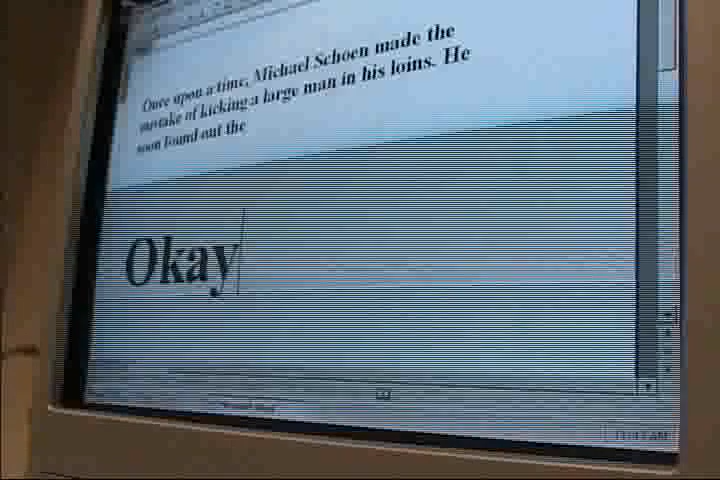 Once upon a time, Michael Schoen made the
mistake of kicking a large man in his loins. He
soon found out the
Okay